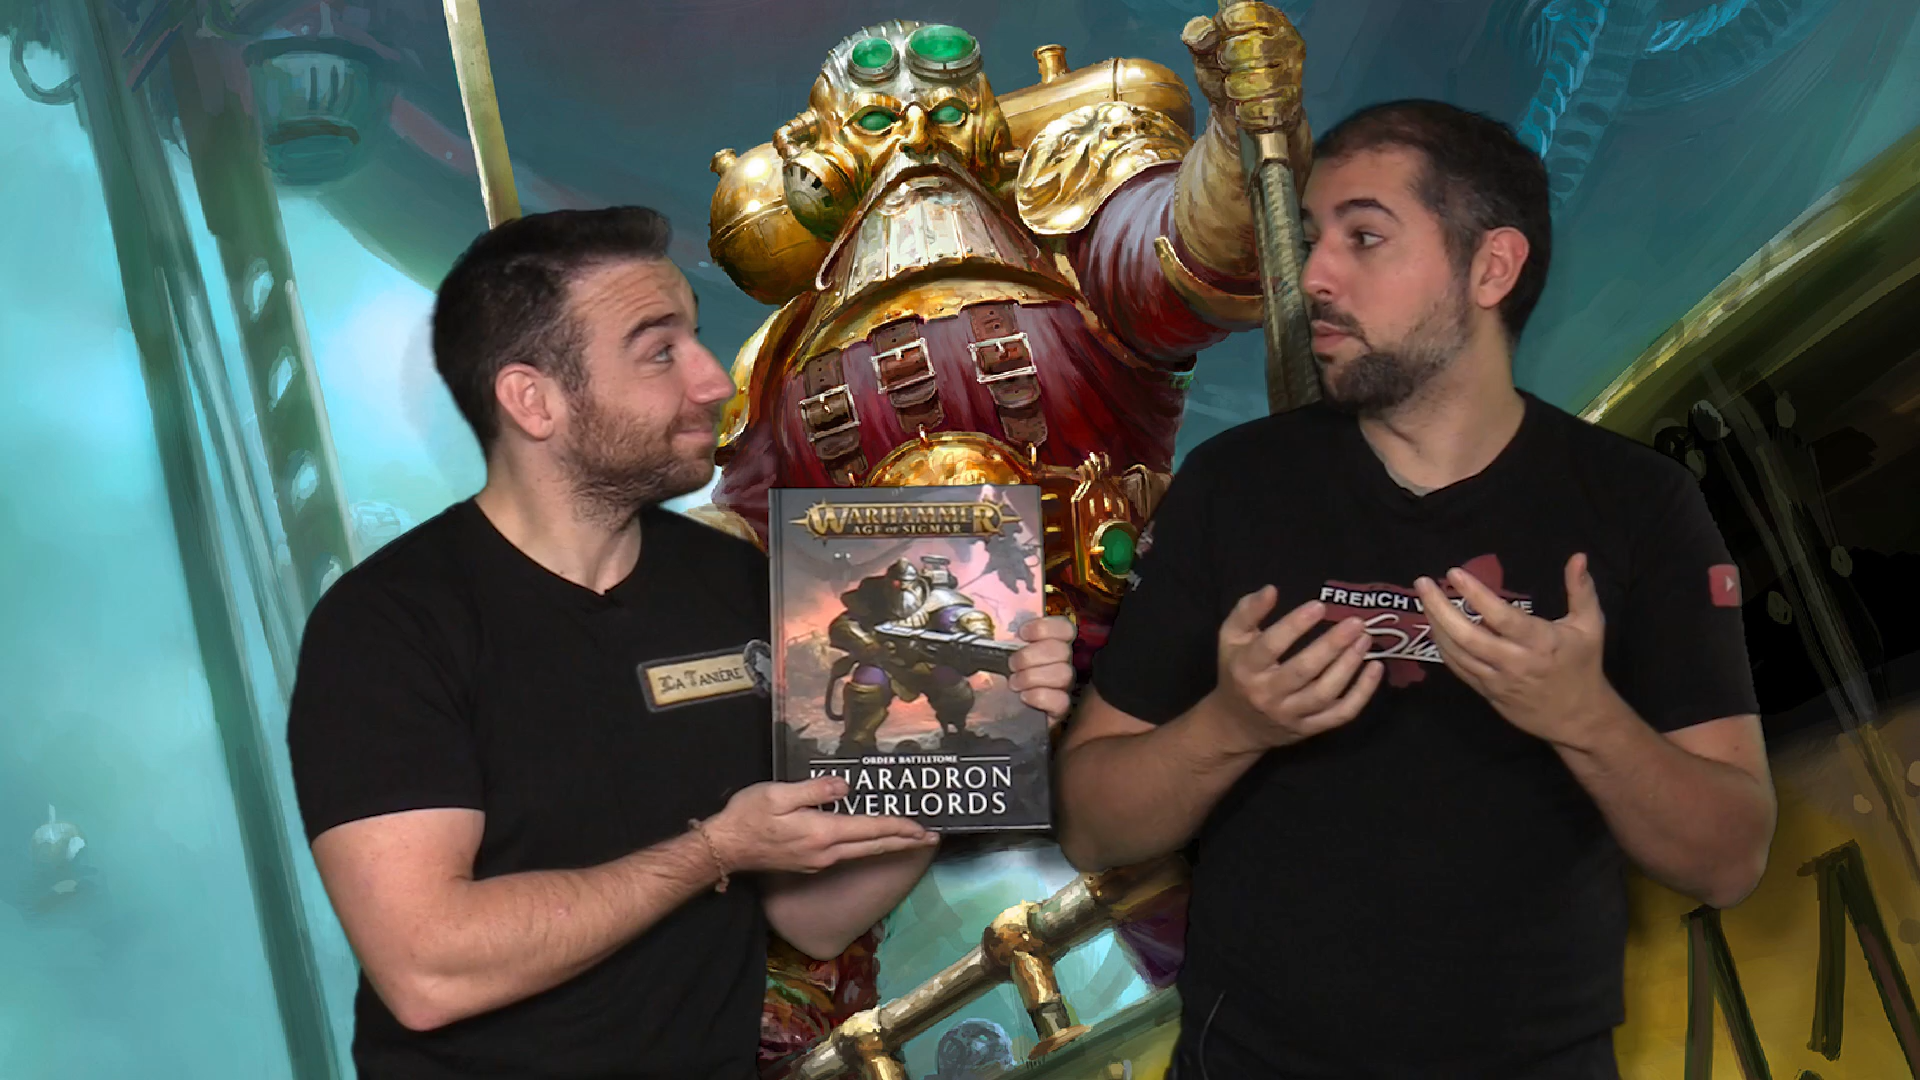 WARHAMMER
AGE OF SIGMAR
ORDER BATTLETOME
KHARADRON
OVERLORDS
LA TANIÈRE
FRENCH